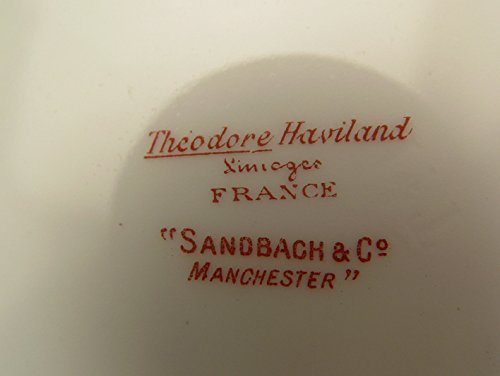 Theodore Haviland
Limoges
FRANCE
"SANDBACH & Cº
MANCHESTER"